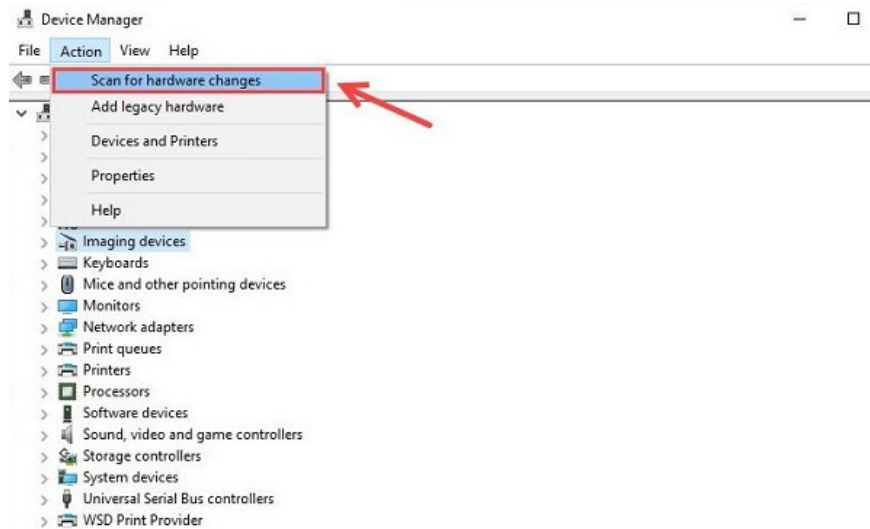 Device Manager
File Action View Help
Scan for hardware changes
Add legacy hardware
Devices and Printers
Properties
Help
Imaging devices
Keyboards
Mice and other pointing devices
Monitors
Network adapters
Print queues
Printers
Processors
Software devices
Sound, video and game controllers
Storage controllers
System devices
Universal Serial Bus controllers
WSD Print Provider